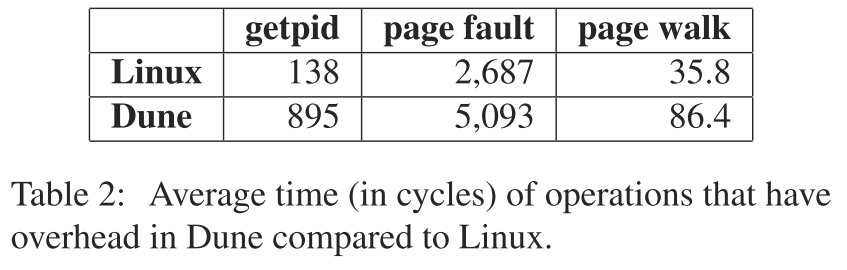 getpid page fault page walk
Linux 138 2,687 35.8
Dune 895 5,093 86.4
Table 2: Average time (in cycles) of operations that have
overhead in Dune compared to Linux.